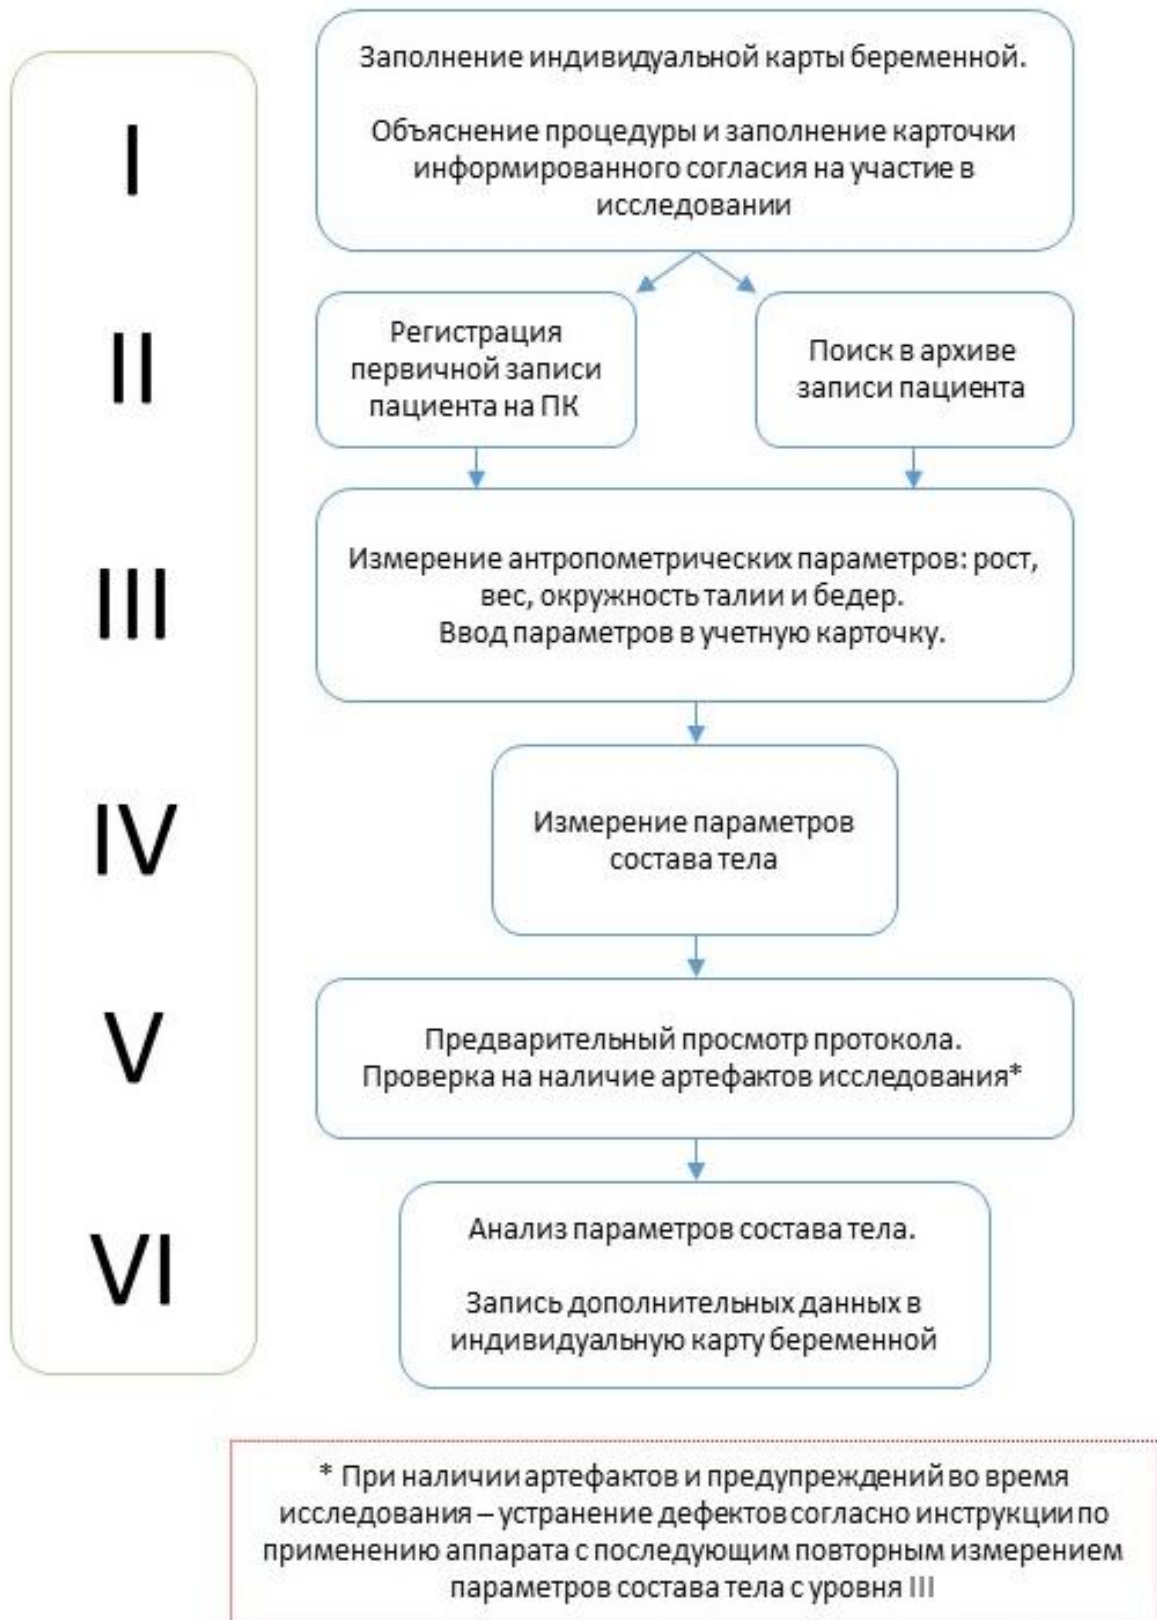 I
Заполнение индивидуальной карты беременной.
Объяснение процедуры и заполнение карточки
информированного согласия на участие в
исследовании
II
Регистрация
первичной записи
пациента на ПК
Поиск в архиве
записи пациента
III
Измерение антропометрических параметров: рост,
вес, окружность талии и бедер.
Ввод параметров в учетную карточку.
IV
Измерение параметров
состава тела
V
Предварительный просмотр протокола.
Проверка на наличие артефактов исследования*
VI
Анализ параметров состава тела.
Запись дополнительных данных в
индивидуальную карту беременной
* При наличии артефактов и предупреждений во время
исследования – устранение дефектов согласно инструкции по
применению аппарата с последующим повторным измерением
параметров состава тела с уровня III